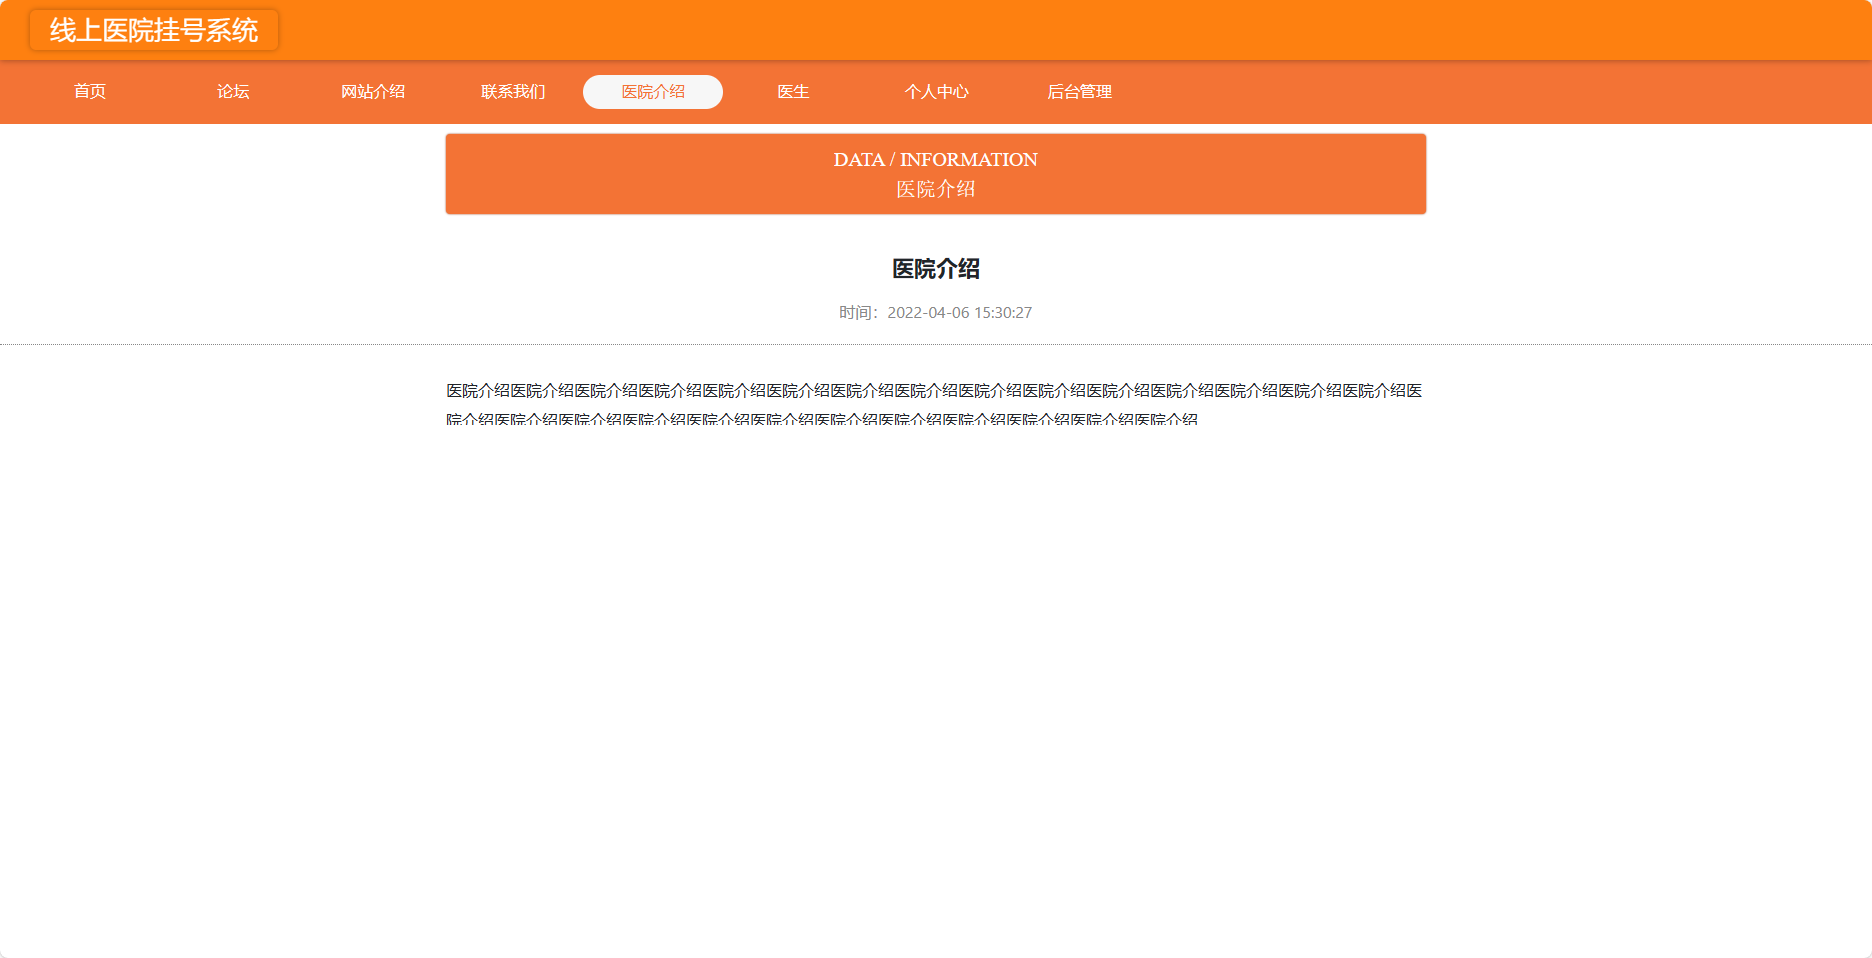 线上医院挂号系统
首页 论坛 网站介绍 联系我们 医院介绍 医生 个人中心 后台管理
DATA / INFORMATION
医院介绍
医院介绍
时间：2022-04-06 15:30:27
医院介绍医院介绍医院介绍医院介绍医院介绍医院介绍医院介绍医院介绍医院介绍医院介绍医院介绍医院介绍医院介绍医院介绍医院介绍医
院介绍医院介绍医院介绍医院介绍医院介绍医院介绍医院介绍医院介绍医院介绍医院介绍医院介绍医院介绍